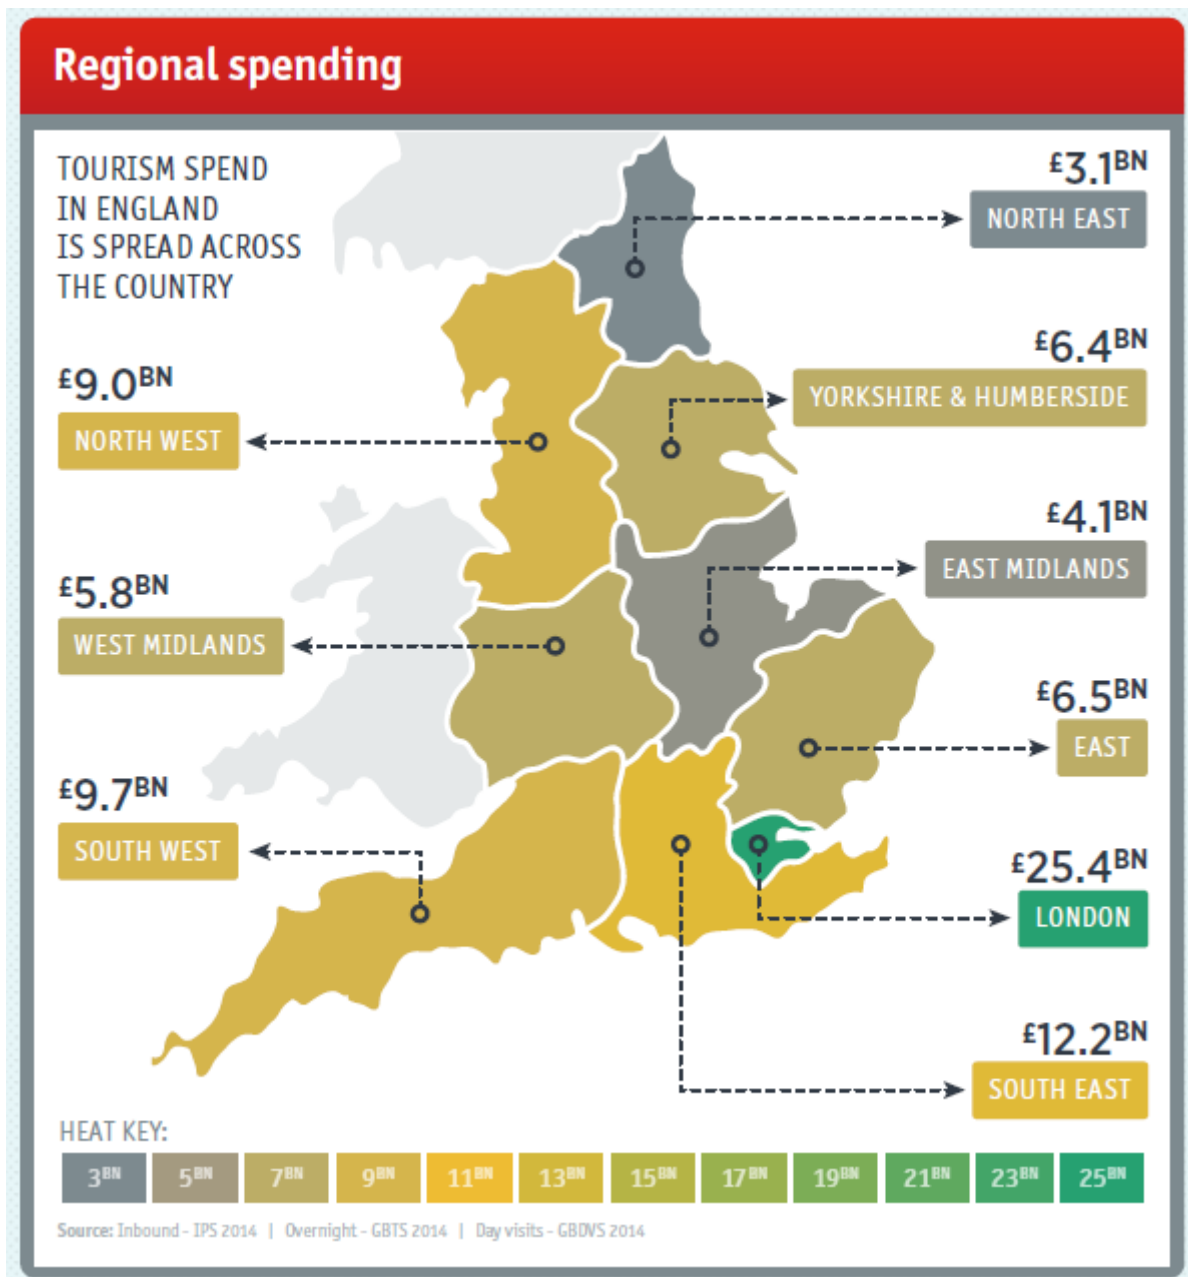 Regional spending
TOURISM SPEND
IN ENGLAND
IS SPREAD ACROSS
THE COUNTRY
£3.1BN
NORTH EAST
£6.4BN
YORKSHIRE & HUMBERSIDE
£9.0BN
NORTH WEST
£4.1BN
EAST MIDLANDS
£5.8BN
WEST MIDLANDS
£6.5BN
EAST
£9.7BN
SOUTH WEST
£25.4BN
LONDON
£12.2BN
SOUTH EAST
HEAT KEY:
3BN 5BN 7BN 9BN 11BN 13BN 15BN 17BN 19BN 21BN 23BN 25BN
Source: Inbound - IPS 2014 | Overnight - GBTS 2014 | Day visits - GBDVS 2014